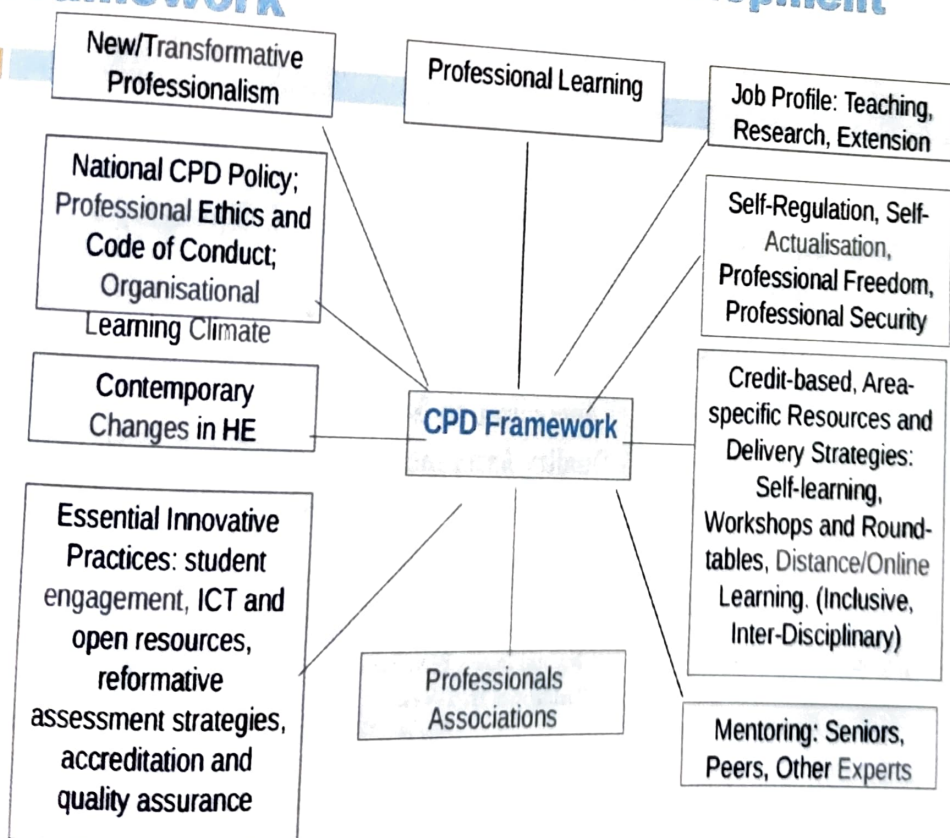 New/Transformative
Professionalism
Professional Learning
Job Profile: Teaching,
Research, Extension
National CPD Policy;
Professional Ethics and
Code of Conduct;
Organisational
Learning Climate
Self-Regulation, Self-
Actualisation,
Professional Freedom,
Professional Security
Contemporary
Changes in HE
CPD Framework
Credit-based, Area-
specific Resources and
Delivery Strategies:
Self-learning,
Workshops and Round-
tables, Distance/Online
Learning. (Inclusive,
Inter-Disciplinary)
Essential Innovative
Practices: student
engagement, ICT and
open resources,
reformative
assessment strategies,
accreditation and
quality assurance
Professionals
Associations
Mentoring: Seniors,
Peers, Other Experts